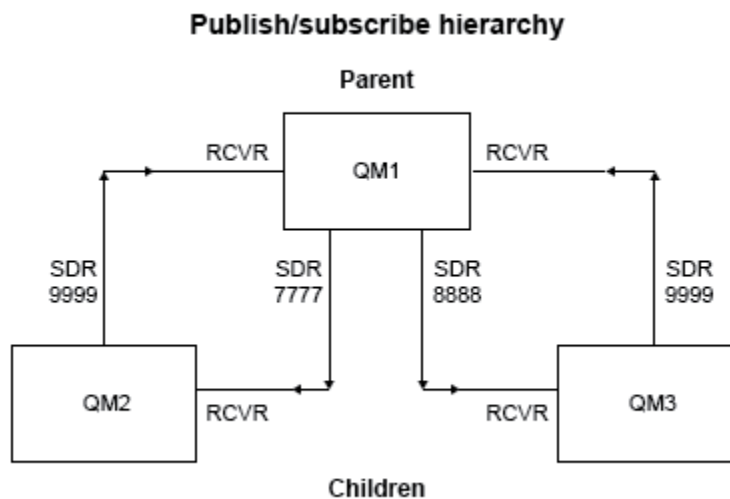 Publish/subscribe hierarchy
Parent
RCVR
QM1
RCVR
SDR
9999
SDR
7777
SDR
8888
SDR
9999
QM2
RCVR
RCVR
QM3
Children